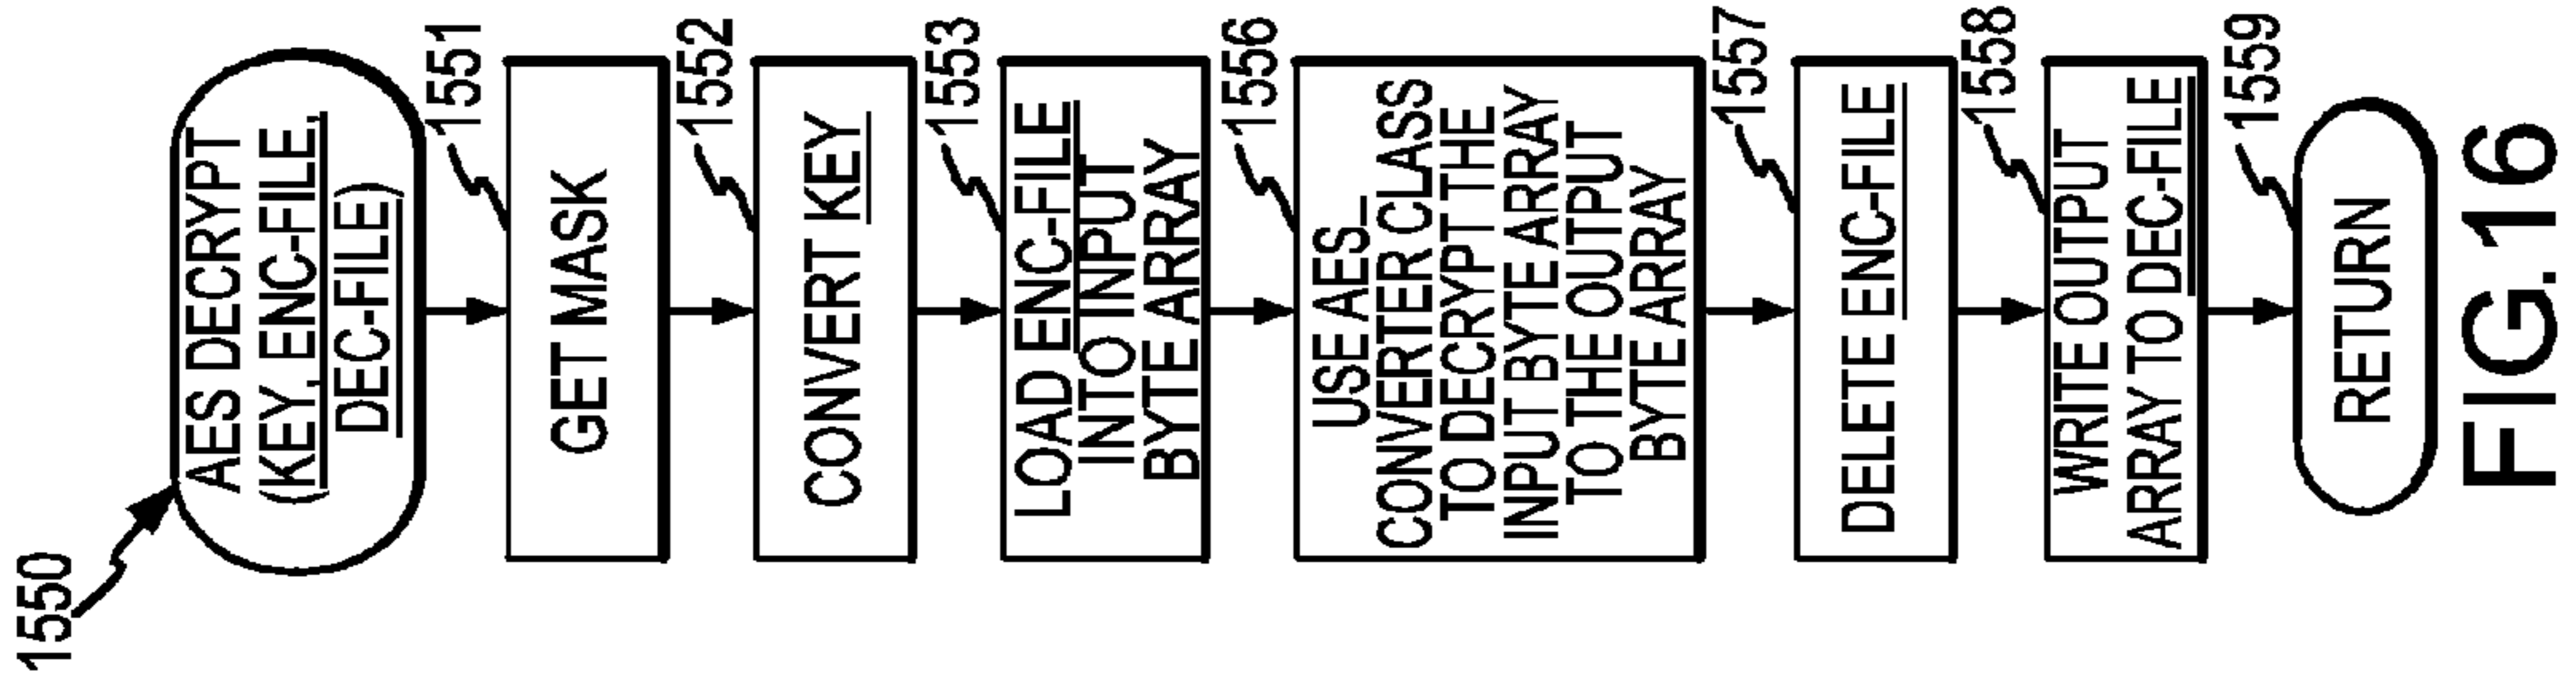 1550
AES DECRYPT
(KEY, ENC-FILE,
DEC-FILE)
1551
GET MASK
1552
CONVERT KEY
1553
LOAD ENC-FILE
INTO INPUT
BYTE ARRAY
1556
USE AES_
CONVERTER CLASS
TO DECRYPT THE
INPUT BYTE ARRAY
TO THE OUTPUT
BYTE ARRAY
1557
DELETE ENC-FILE
1558
WRITE OUTPUT
ARRAY TO DEC-FILE
1559
RETURN
FIG.16